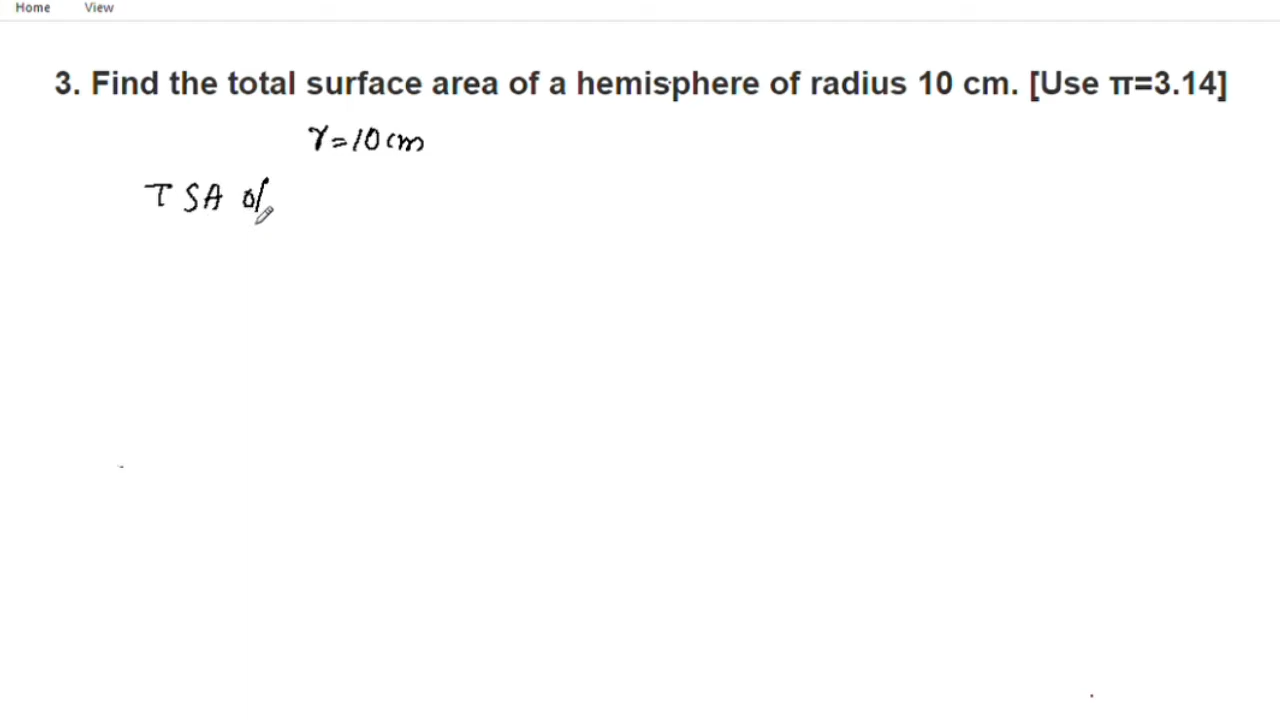 Home View
3. Find the total surface area of a hemisphere of radius 10 cm. [Use π=3.14]
r=10cm
TSA of